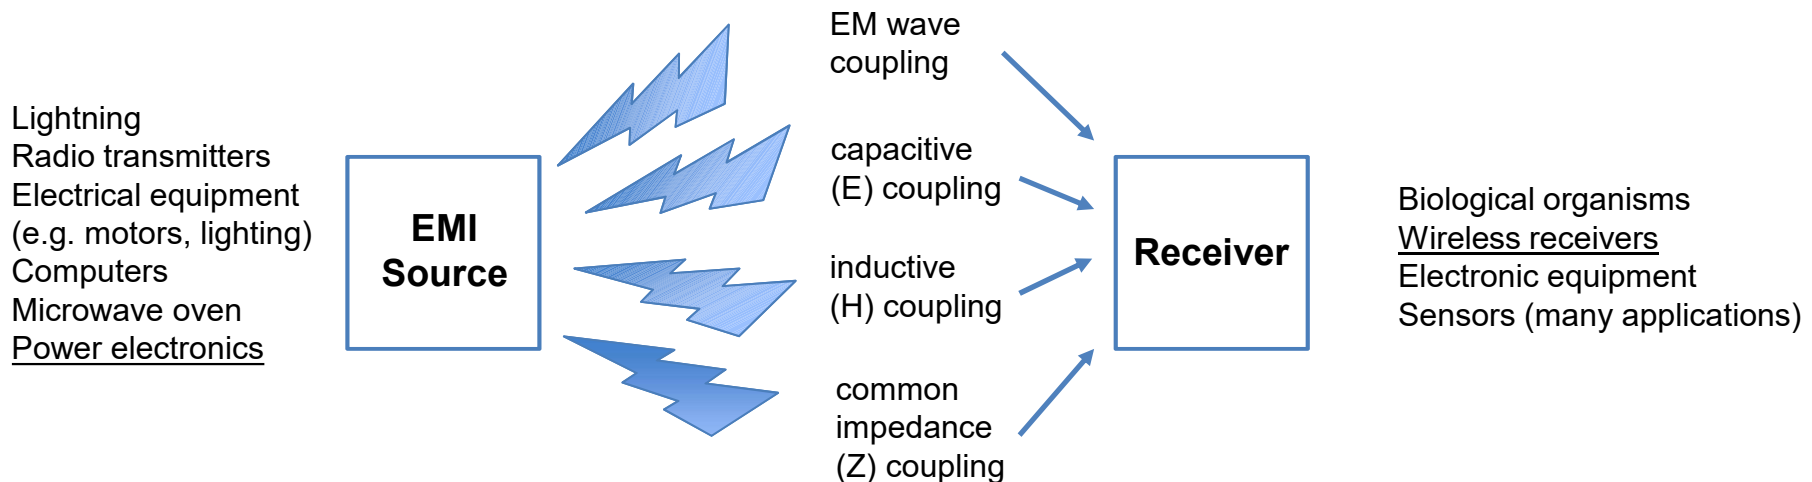 Lightning
Radio transmitters
Electrical equipment
(e.g. motors, lighting)
Computers
Microwave oven
Power electronics
EMI
Source
EM wave
coupling
capacitive
(E) coupling
inductive
(H) coupling
common
impedance
(Z) coupling
Receiver
Biological organisms
Wireless receivers
Electronic equipment
Sensors (many applications)